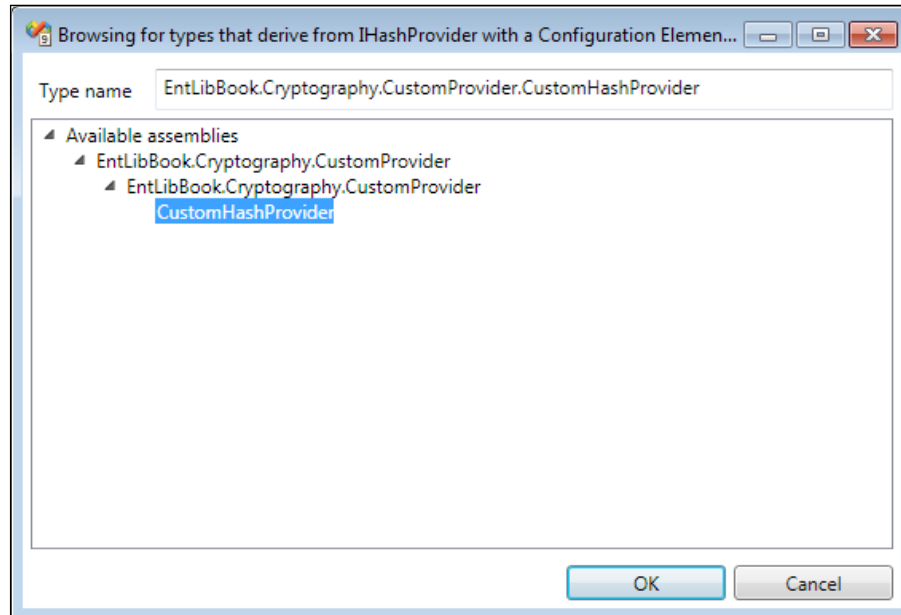 Browsing for types that derive from IHashProvider with a Configuration Elemen...
Type name EntLibBook.Cryptography.CustomProvider.CustomHashProvider
Available assemblies
EntLibBook.Cryptography.CustomProvider
EntLibBook.Cryptography.CustomProvider
CustomHashProvider
OK Cancel